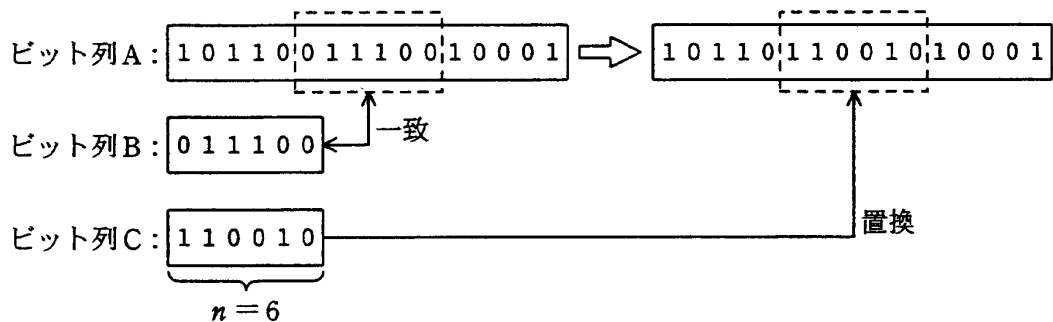 ビット列A：1 0 1 1 0 0 1 1 1 0 0 1 0 0 0 1 1 0 1 1 0 1 1 0 0 1 0 1 0 0 0 1
一致
ビット列B：0 1 1 1 0 0
ビット列C：1 1 0 0 1 0
置換
n＝6